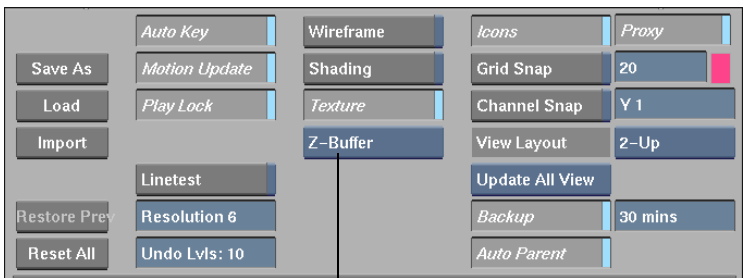 Auto Key Wireframe Icons Proxy
Save As Motion Update Shading Grid Snap 20
Load Play Lock Texture Channel Snap Y 1
Import Z-Buffer View Layout 2-Up
Linetest Update All View
Restore Prev Resolution 6 Backup 30 mins
Reset All Undo Lvls: 10 Auto Parent